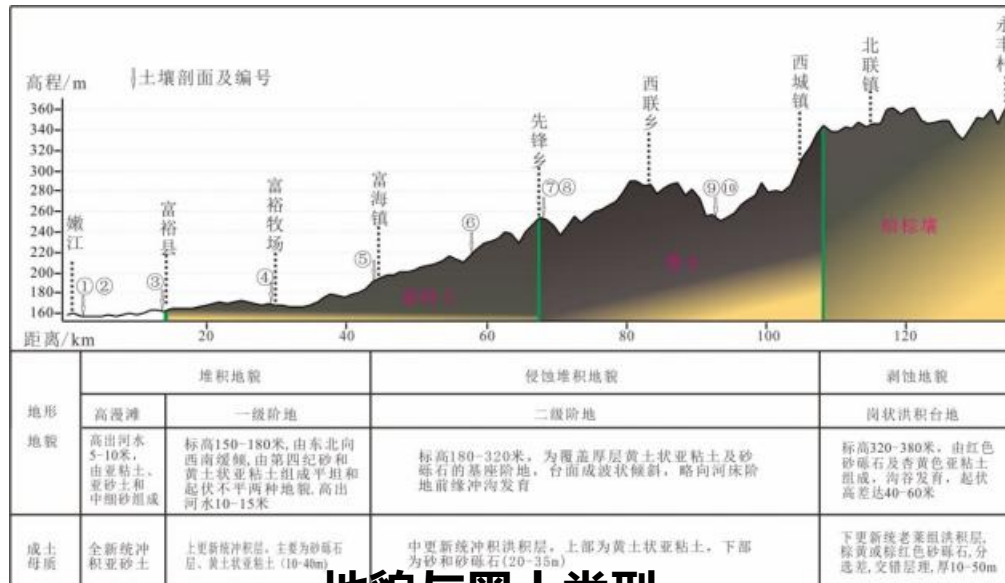 高程/m
土壤剖面及编号
360
340
320
300
280
260
240
220
200
180
160
嫩江
富裕县
富裕牧场
富海镇
先锋乡
西联乡
西城镇
北联镇
①②
③
④
⑤
⑥
⑦⑧
⑨⑩
暗棕壤
距离/km
20
40
60
80
100
120
地形
地貌
堆积地貌
侵蚀堆积地貌
剥蚀地貌
高漫滩
一级阶地
二级阶地
岗状洪积台地
高出河水
5-10米,
由亚粘土、
亚砂土和
中细砂组成
标高150-180米,由东北向
西南缓倾,由第四纪砂和
黄土状亚粘土组成平坦和
起伏不平两种地貌.高出
河水10-15米
标高180-320米,为覆盖厚层黄土状亚粘土及砂
砾石的基座阶地,台面成波状倾斜,略向河床阶
地前缘冲沟发育
标高320-380米,由红色
砂砾石及杏黄色亚粘土
组成,沟谷发育,起伏
高差达40-60米
成土
母质
全新统冲
积亚砂土
上更新统冲积层,主要为砂砾石
层、黄土状亚粘土(10-40m)
中更新统冲积洪积层,上部为黄土状亚粘土,下部
为砂和砂砾石(20-35m)
下更新统老莱组洪积层,
棕黄或棕红色砂砾石,分
选差,交错层理,厚10-50m
地貌与黑土类型